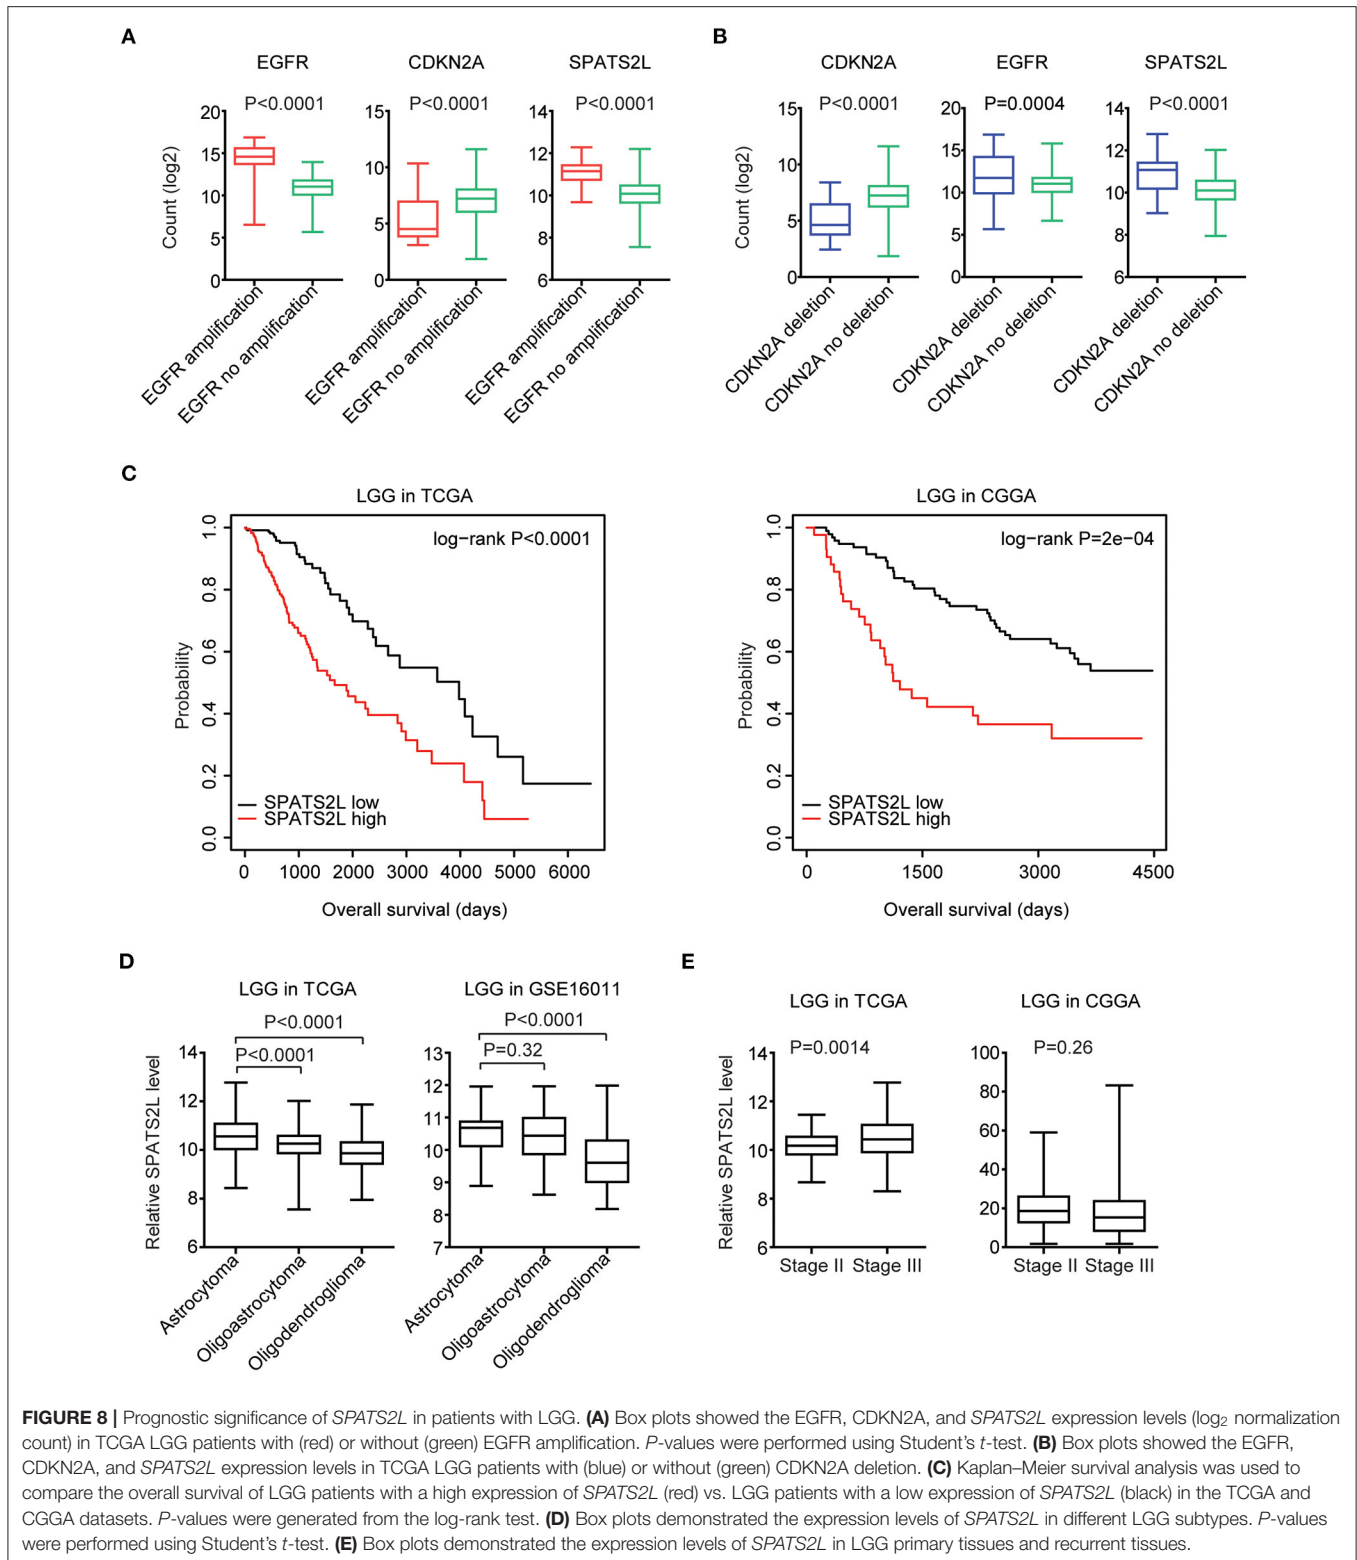 A
EGFR
CDKN2A
SPATS2L
P<0.0001
P<0.0001
P<0.0001
Count (log2)
20
15
10
5
0
15
10
5
0
14
12
10
8
6
EGFR amplification
EGFR no amplification
EGFR amplification
EGFR no amplification
EGFR amplification
EGFR no amplification
B
CDKN2A
EGFR
SPATS2L
P<0.0001
P=0.0004
P<0.0001
Count (log2)
15
10
5
0
20
15
10
5
0
14
12
10
8
6
CDKN2A deletion
CDKN2A no deletion
CDKN2A deletion
CDKN2A no deletion
CDKN2A deletion
CDKN2A no deletion
C
LGG in TCGA
log−rank P<0.0001
Probability
1.0
0.8
0.6
0.4
0.2
0.0
SPATS2L low
SPATS2L high
0 1000 2000 3000 4000 5000 6000
Overall survival (days)
LGG in CGGA
log−rank P=2e−04
Probability
1.0
0.8
0.6
0.4
0.2
0.0
SPATS2L low
SPATS2L high
0 1500 3000 4500
Overall survival (days)
D
LGG in TCGA
P<0.0001
P<0.0001
Relative SPATS2L level
14
12
10
8
6
Astrocytoma
Oligoastrocytoma
Oligodendroglioma
LGG in GSE16011
P<0.0001
P=0.32
13
12
11
10
9
8
7
Astrocytoma
Oligoastrocytoma
Oligodendroglioma
E
LGG in TCGA
P=0.0014
Relative SPATS2L level
14
12
10
8
6
Stage II Stage III
LGG in CGGA
P=0.26
100
80
60
40
20
0
Stage II Stage III
FIGURE 8 | Prognostic significance of SPATS2L in patients with LGG. (A) Box plots showed the EGFR, CDKN2A, and SPATS2L expression levels (log₂ normalization
count) in TCGA LGG patients with (red) or without (green) EGFR amplification. P-values were performed using Student's t-test. (B) Box plots showed the EGFR,
CDKN2A, and SPATS2L expression levels in TCGA LGG patients with (blue) or without (green) CDKN2A deletion. (C) Kaplan–Meier survival analysis was used to
compare the overall survival of LGG patients with a high expression of SPATS2L (red) vs. LGG patients with a low expression of SPATS2L (black) in the TCGA and
CGGA datasets. P-values were generated from the log-rank test. (D) Box plots demonstrated the expression levels of SPATS2L in different LGG subtypes. P-values
were performed using Student's t-test. (E) Box plots demonstrated the expression levels of SPATS2L in LGG primary tissues and recurrent tissues.